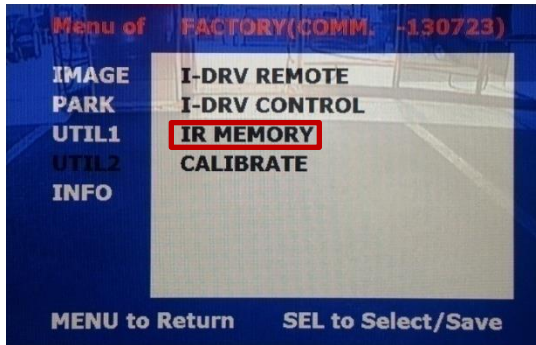 Menu of FACTORY(COMM. -130723)
IMAGE I-DRV REMOTE
PARK I-DRV CONTROL
UTIL1 IR MEMORY
UTIL2 CALIBRATE
INFO
MENU to Return SEL to Select/Save